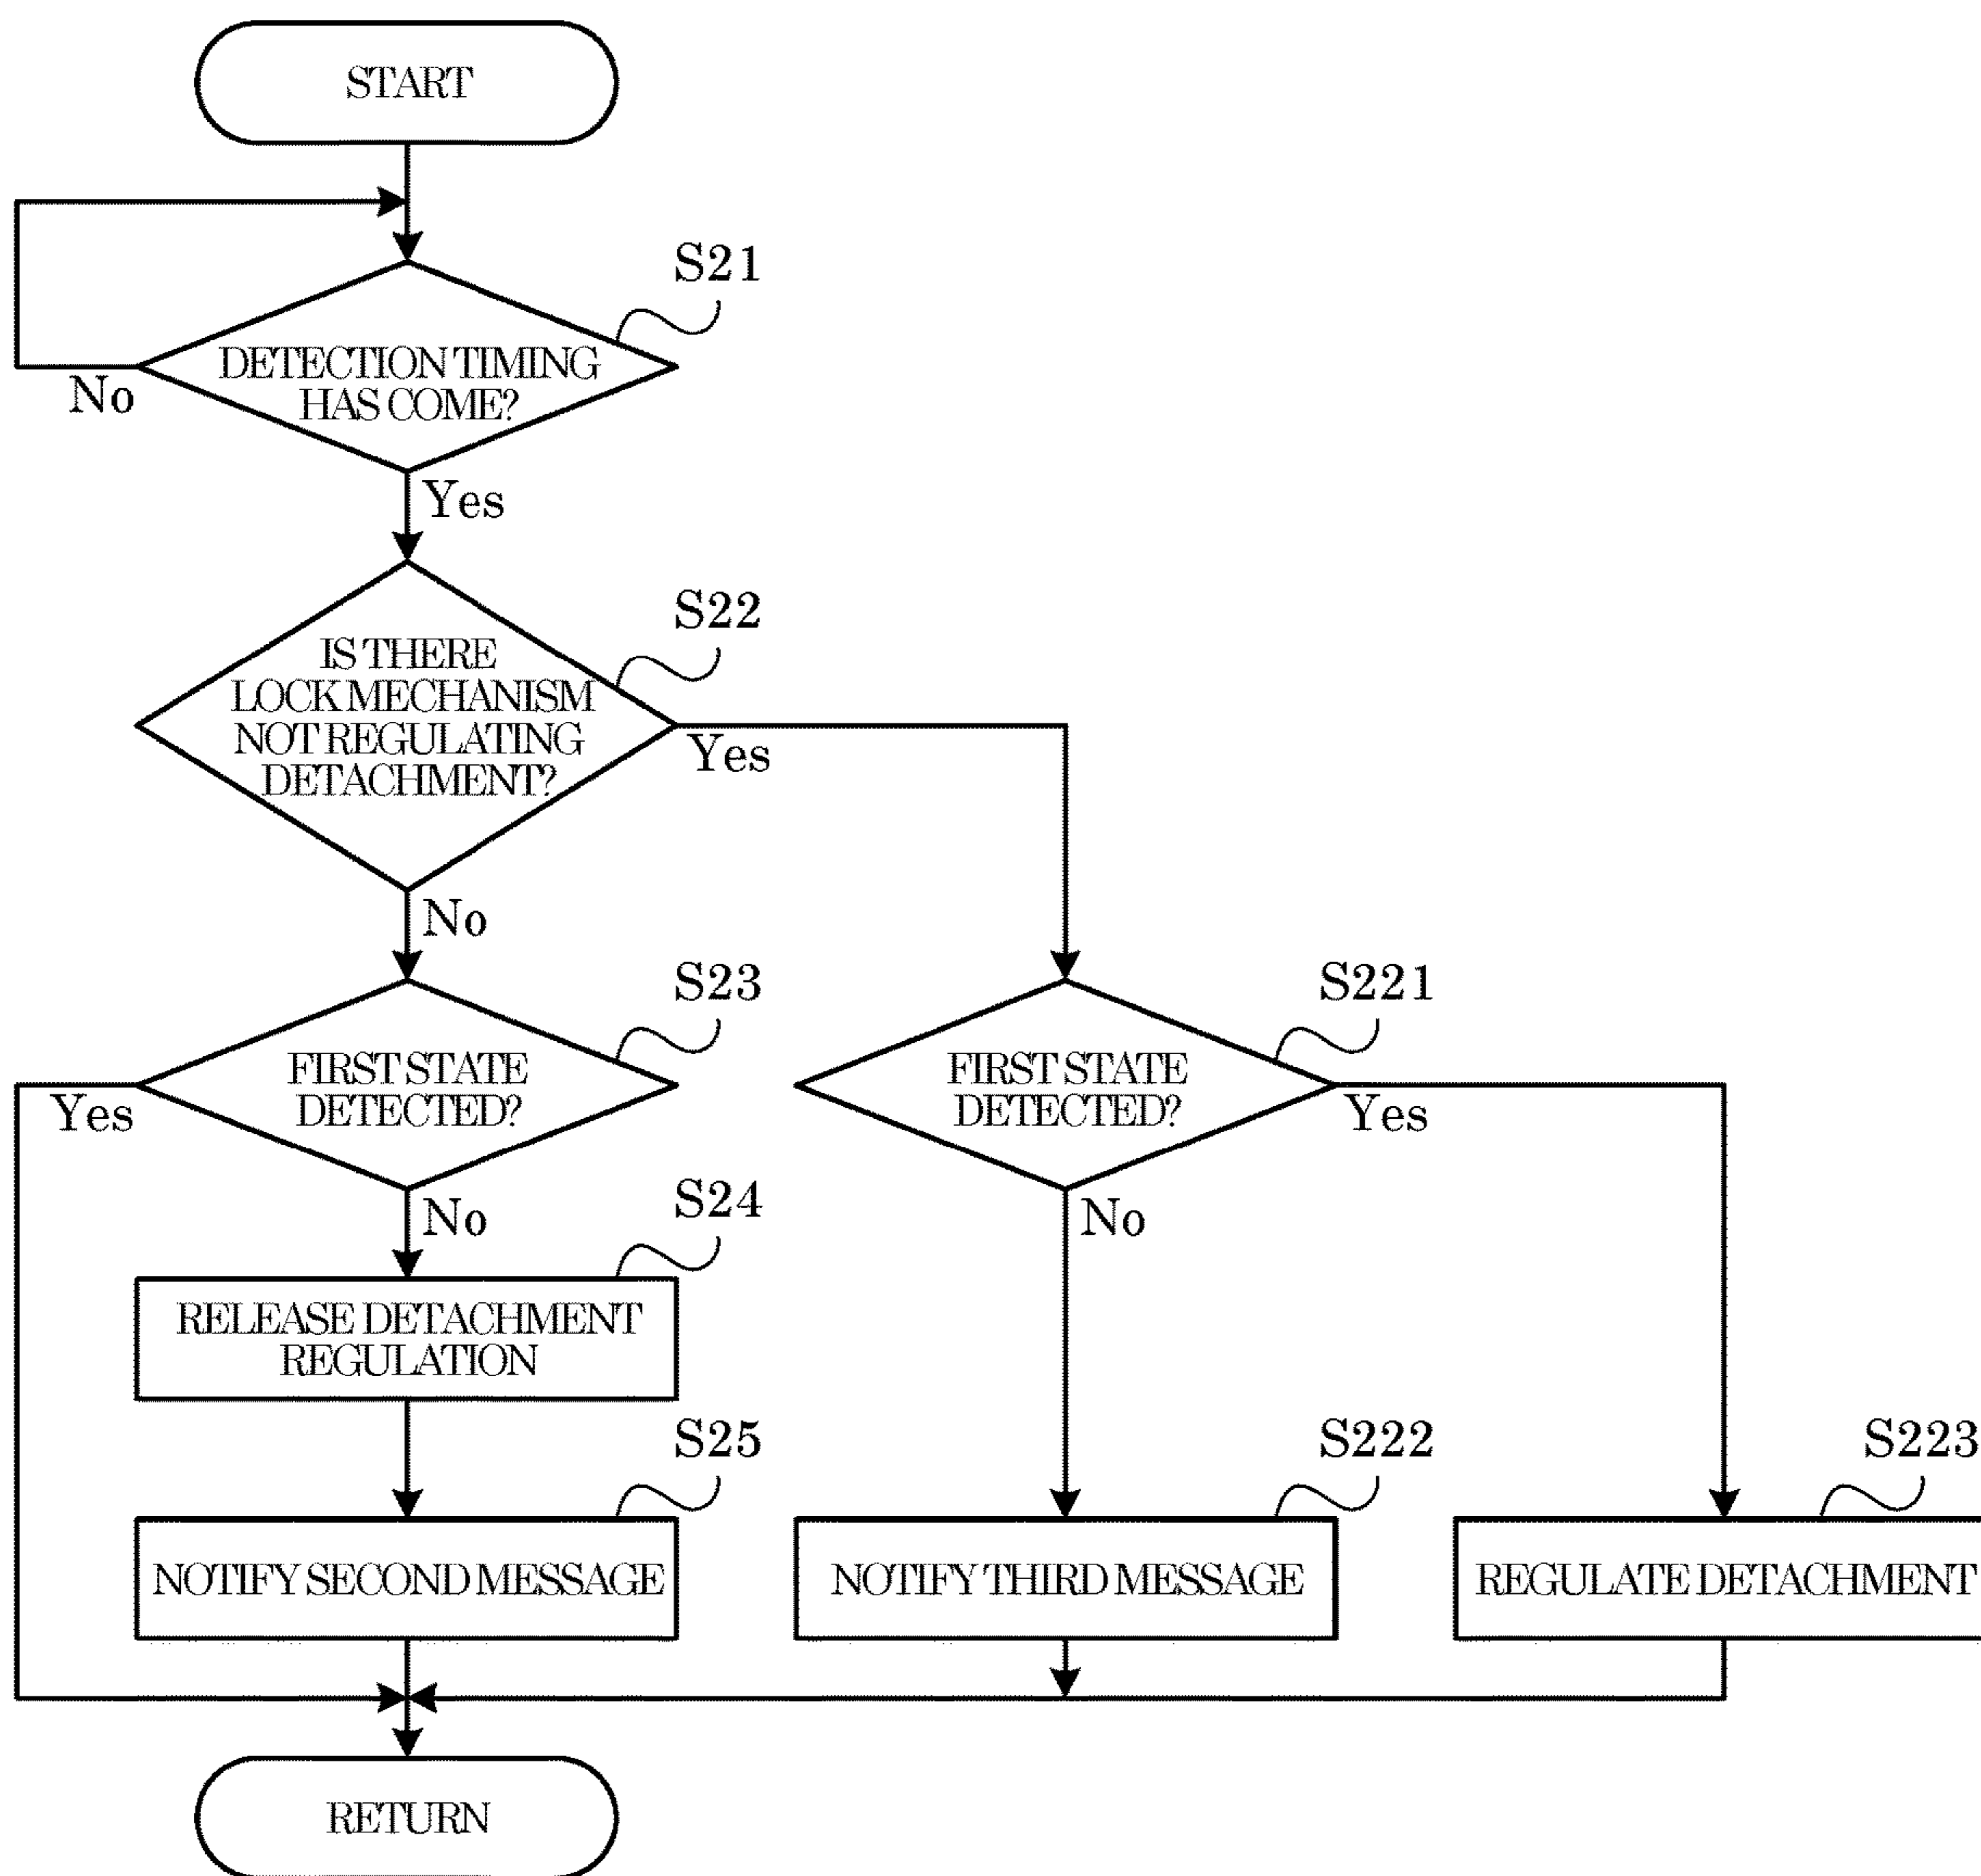 START
S21
DETECTION TIMING
HAS COME?
No
Yes
S22
IS THERE
LOCK MECHANISM
NOT REGULATING
DETACHMENT?
Yes
No
S23
FIRST STATE
DETECTED?
Yes
No
S221
FIRST STATE
DETECTED?
Yes
No
S24
RELEASE DETACHMENT
REGULATION
S25
NOTIFY SECOND MESSAGE
S222
NOTIFY THIRD MESSAGE
S223
REGULATE DETACHMENT
RETURN